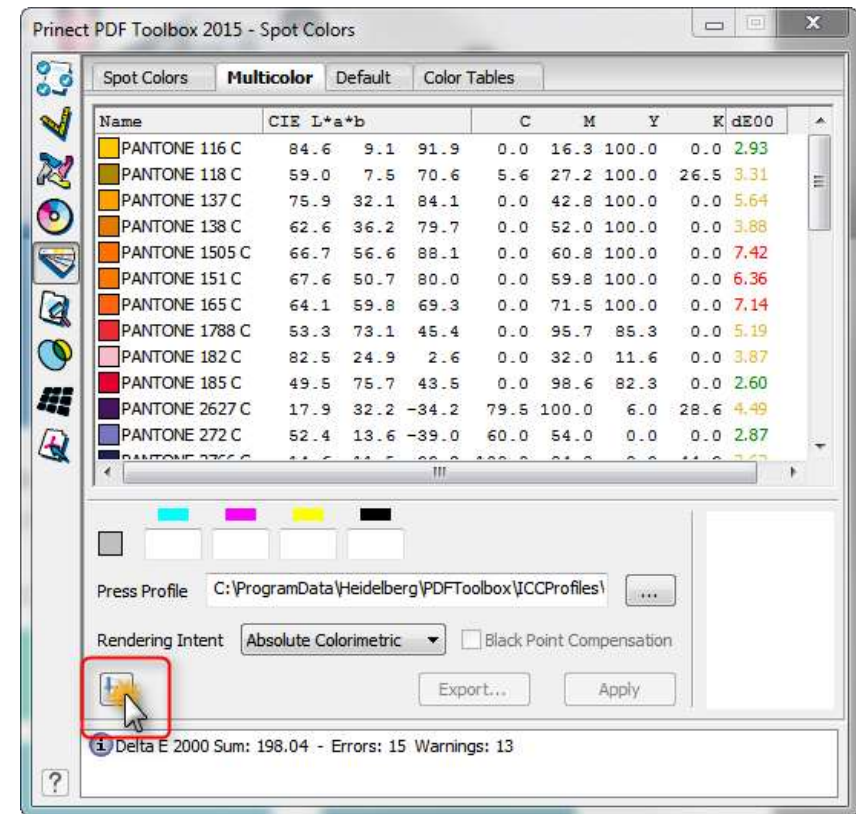 Prinect PDF Toolbox 2015 - Spot Colors
Spot Colors Multicolor Default Color Tables
Name CIE L*a*b C M Y K dE00
PANTONE 116 C 84.6 9.1 91.9 0.0 16.3 100.0 0.0 2.93
PANTONE 118 C 59.0 7.5 70.6 5.6 27.2 100.0 26.5 3.31
PANTONE 137 C 75.9 32.1 84.1 0.0 42.8 100.0 0.0 5.64
PANTONE 138 C 62.6 36.2 79.7 0.0 52.0 100.0 0.0 3.88
PANTONE 1505 C 66.7 56.6 88.1 0.0 60.8 100.0 0.0 7.42
PANTONE 151 C 67.6 50.7 80.0 0.0 59.8 100.0 0.0 6.36
PANTONE 165 C 64.1 59.8 69.3 0.0 71.5 100.0 0.0 7.14
PANTONE 1788 C 53.3 73.1 45.4 0.0 95.7 85.3 0.0 5.19
PANTONE 182 C 82.5 24.9 2.6 0.0 32.0 11.6 0.0 3.87
PANTONE 185 C 49.5 75.7 43.5 0.0 98.6 82.3 0.0 2.60
PANTONE 2627 C 17.9 32.2 -34.2 79.5 100.0 6.0 28.6 4.49
PANTONE 272 C 52.4 13.6 -39.0 60.0 54.0 0.0 0.0 2.87
Press Profile C:\ProgramData\Heidelberg\PDFToolbox\ICCProfiles\ ...
Rendering Intent Absolute Colorimetric Black Point Compensation
Export... Apply
Delta E 2000 Sum: 198.04 - Errors: 15 Warnings: 13
?